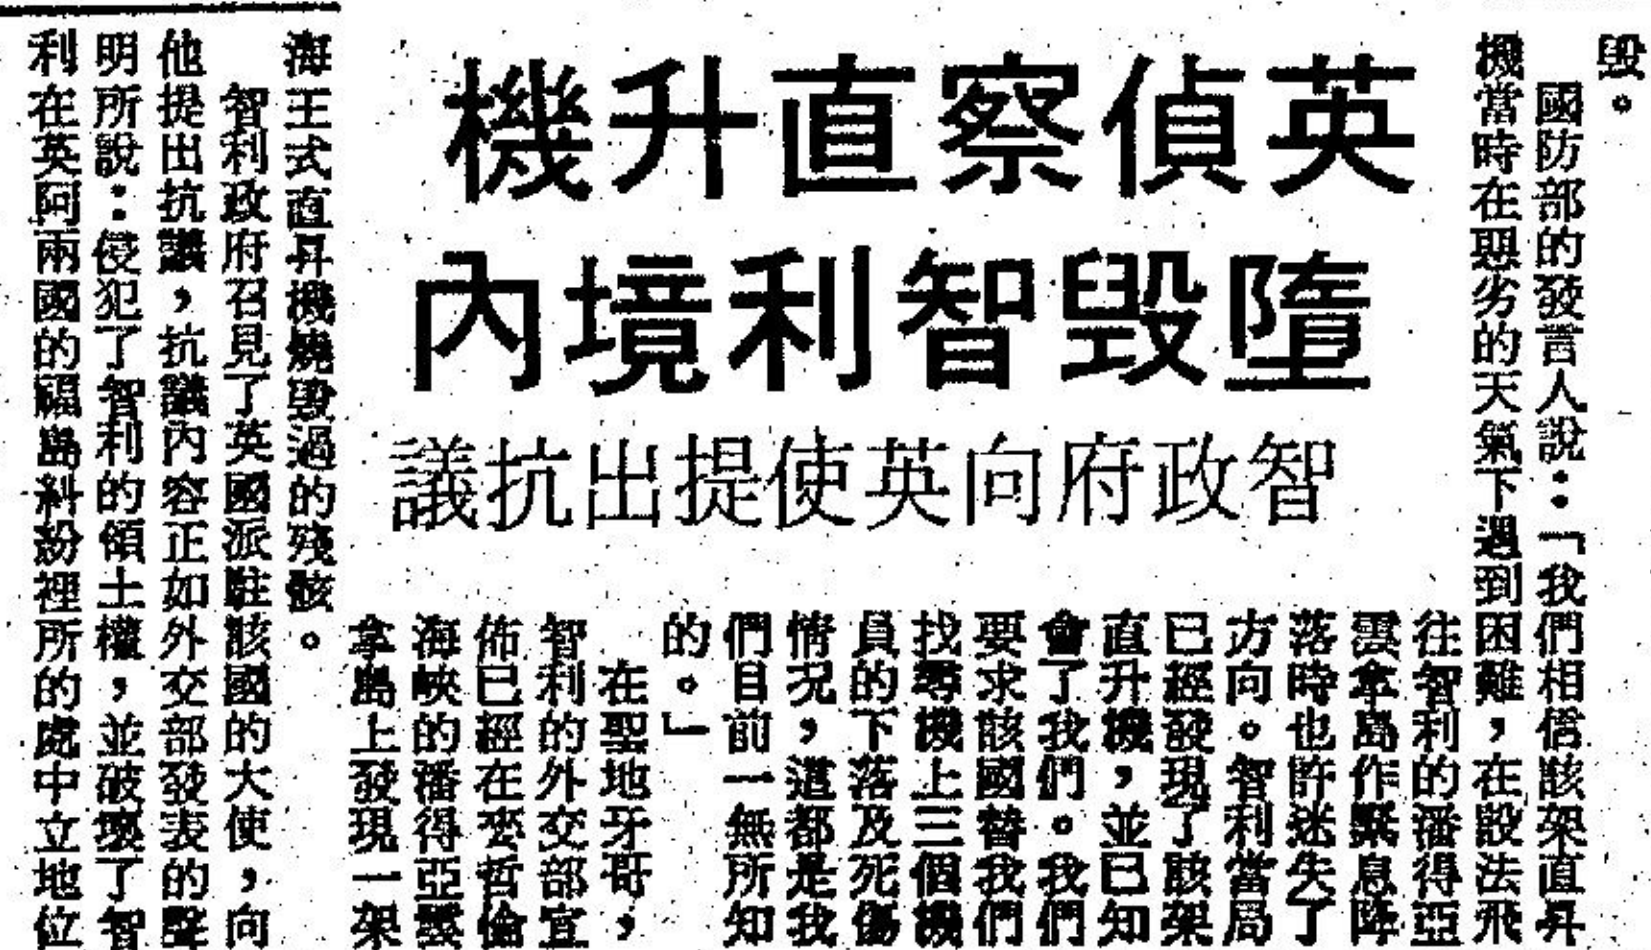 英偵察直升機
墮毀智利境內
智政府向英使提出抗議
毀。
國防部的發言人說：「我們相信該架直昇
機當時在惡劣的天氣下遇到困難，在設法飛
往智利的潘得亞
雲拿島作緊息降
落時也許迷失了
方向。智利當局
已經發現了該架
直升機，並已知
會了我們。我們
要求該國替我們
找尋機上三個機
員的下落及死傷
情況，這都是我
們目前一無所知
的。」
在聖地牙哥，
智利的外交部宣
佈已經在麥哲倫
海峽的潘得亞雲
拿島上發現一架
海王式直昇機燒毀過的殘骸。
智利政府召見了英國派駐該國的大使，向
他提出抗議，抗議內容正如外交部發表的聲
明所說：侵犯了智利的領土權，並破壞了智
利在英阿兩國的福島糾紛裡所的處中立地位